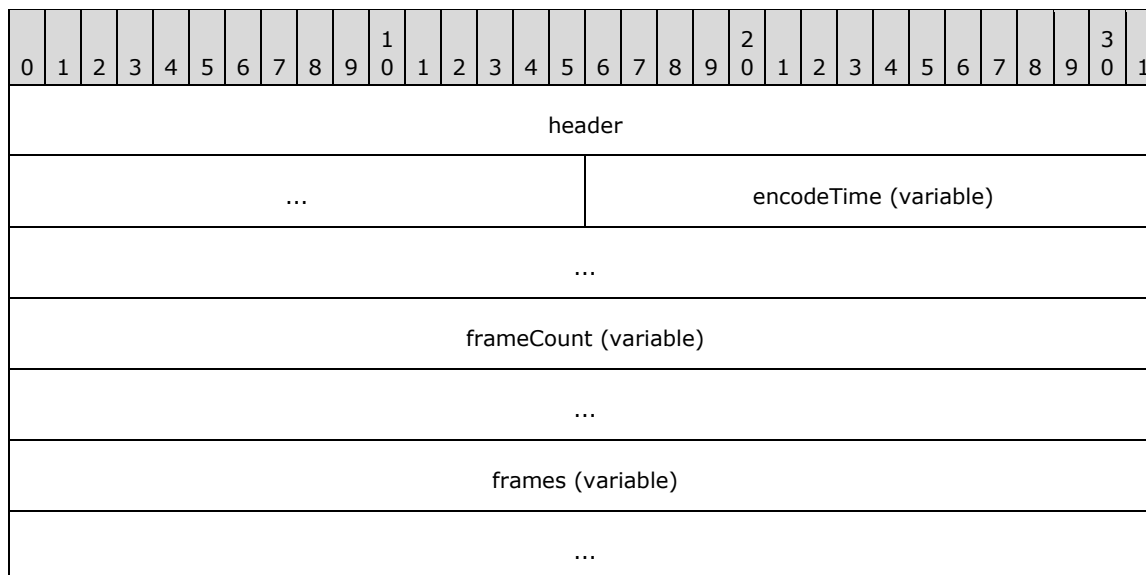 1 2 3
0 1 2 3 4 5 6 7 8 9 0 1 2 3 4 5 6 7 8 9 0 1 2 3 4 5 6 7 8 9 0 1
header
... encodeTime (variable)
...
frameCount (variable)
...
frames (variable)
...